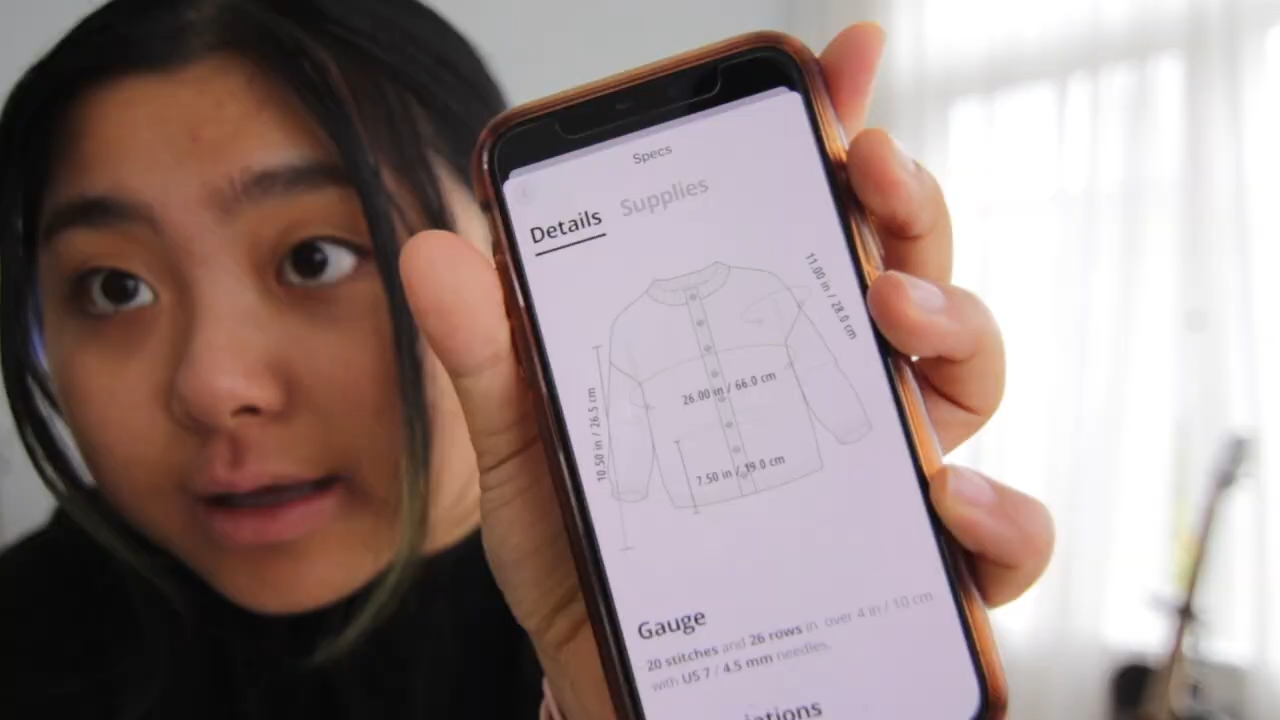 Specs
Details Supplies
11.00 in / 28.0 cm
26.00 in / 66.0 cm
10.50 in / 26.5 cm
7.50 in / 19.0 cm
Gauge
20 stitches and 26 rows in over 4 in / 10 cm
with US 7 / 4.5 mm needles.